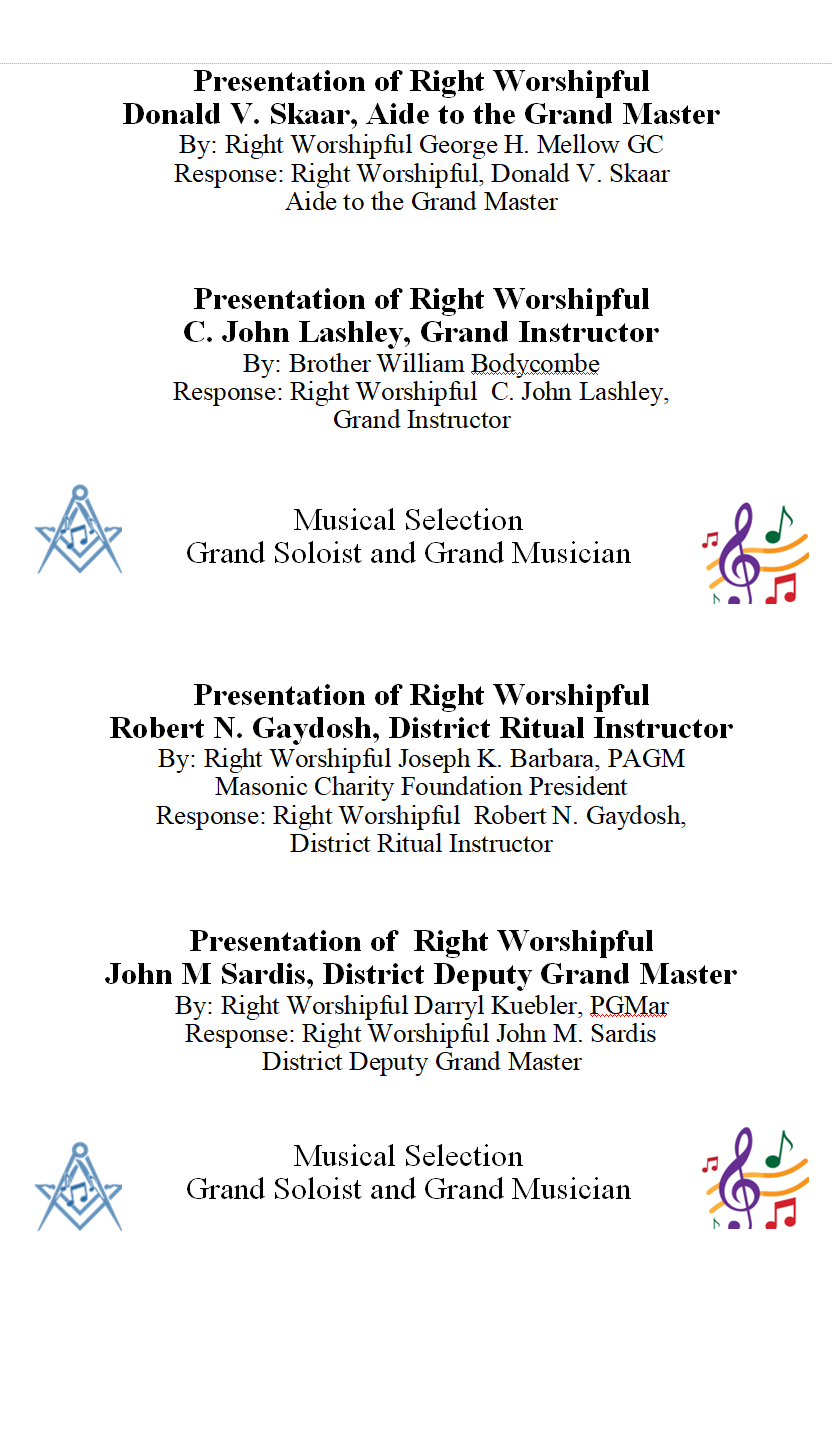 Presentation of Right Worshipful
Donald V. Skaar, Aide to the Grand Master
By: Right Worshipful George H. Mellow GC
Response: Right Worshipful, Donald V. Skaar
Aide to the Grand Master
Presentation of Right Worshipful
C. John Lashley, Grand Instructor
By: Brother William Bodycombe
Response: Right Worshipful  C. John Lashley,
Grand Instructor
Musical Selection
Grand Soloist and Grand Musician
Presentation of Right Worshipful
Robert N. Gaydosh, District Ritual Instructor
By: Right Worshipful Joseph K. Barbara, PAGM
Masonic Charity Foundation President
Response: Right Worshipful  Robert N. Gaydosh,
District Ritual Instructor
Presentation of  Right Worshipful
John M Sardis, District Deputy Grand Master
By: Right Worshipful Darryl Kuebler, PGMar
Response: Right Worshipful John M. Sardis
District Deputy Grand Master
Musical Selection
Grand Soloist and Grand Musician